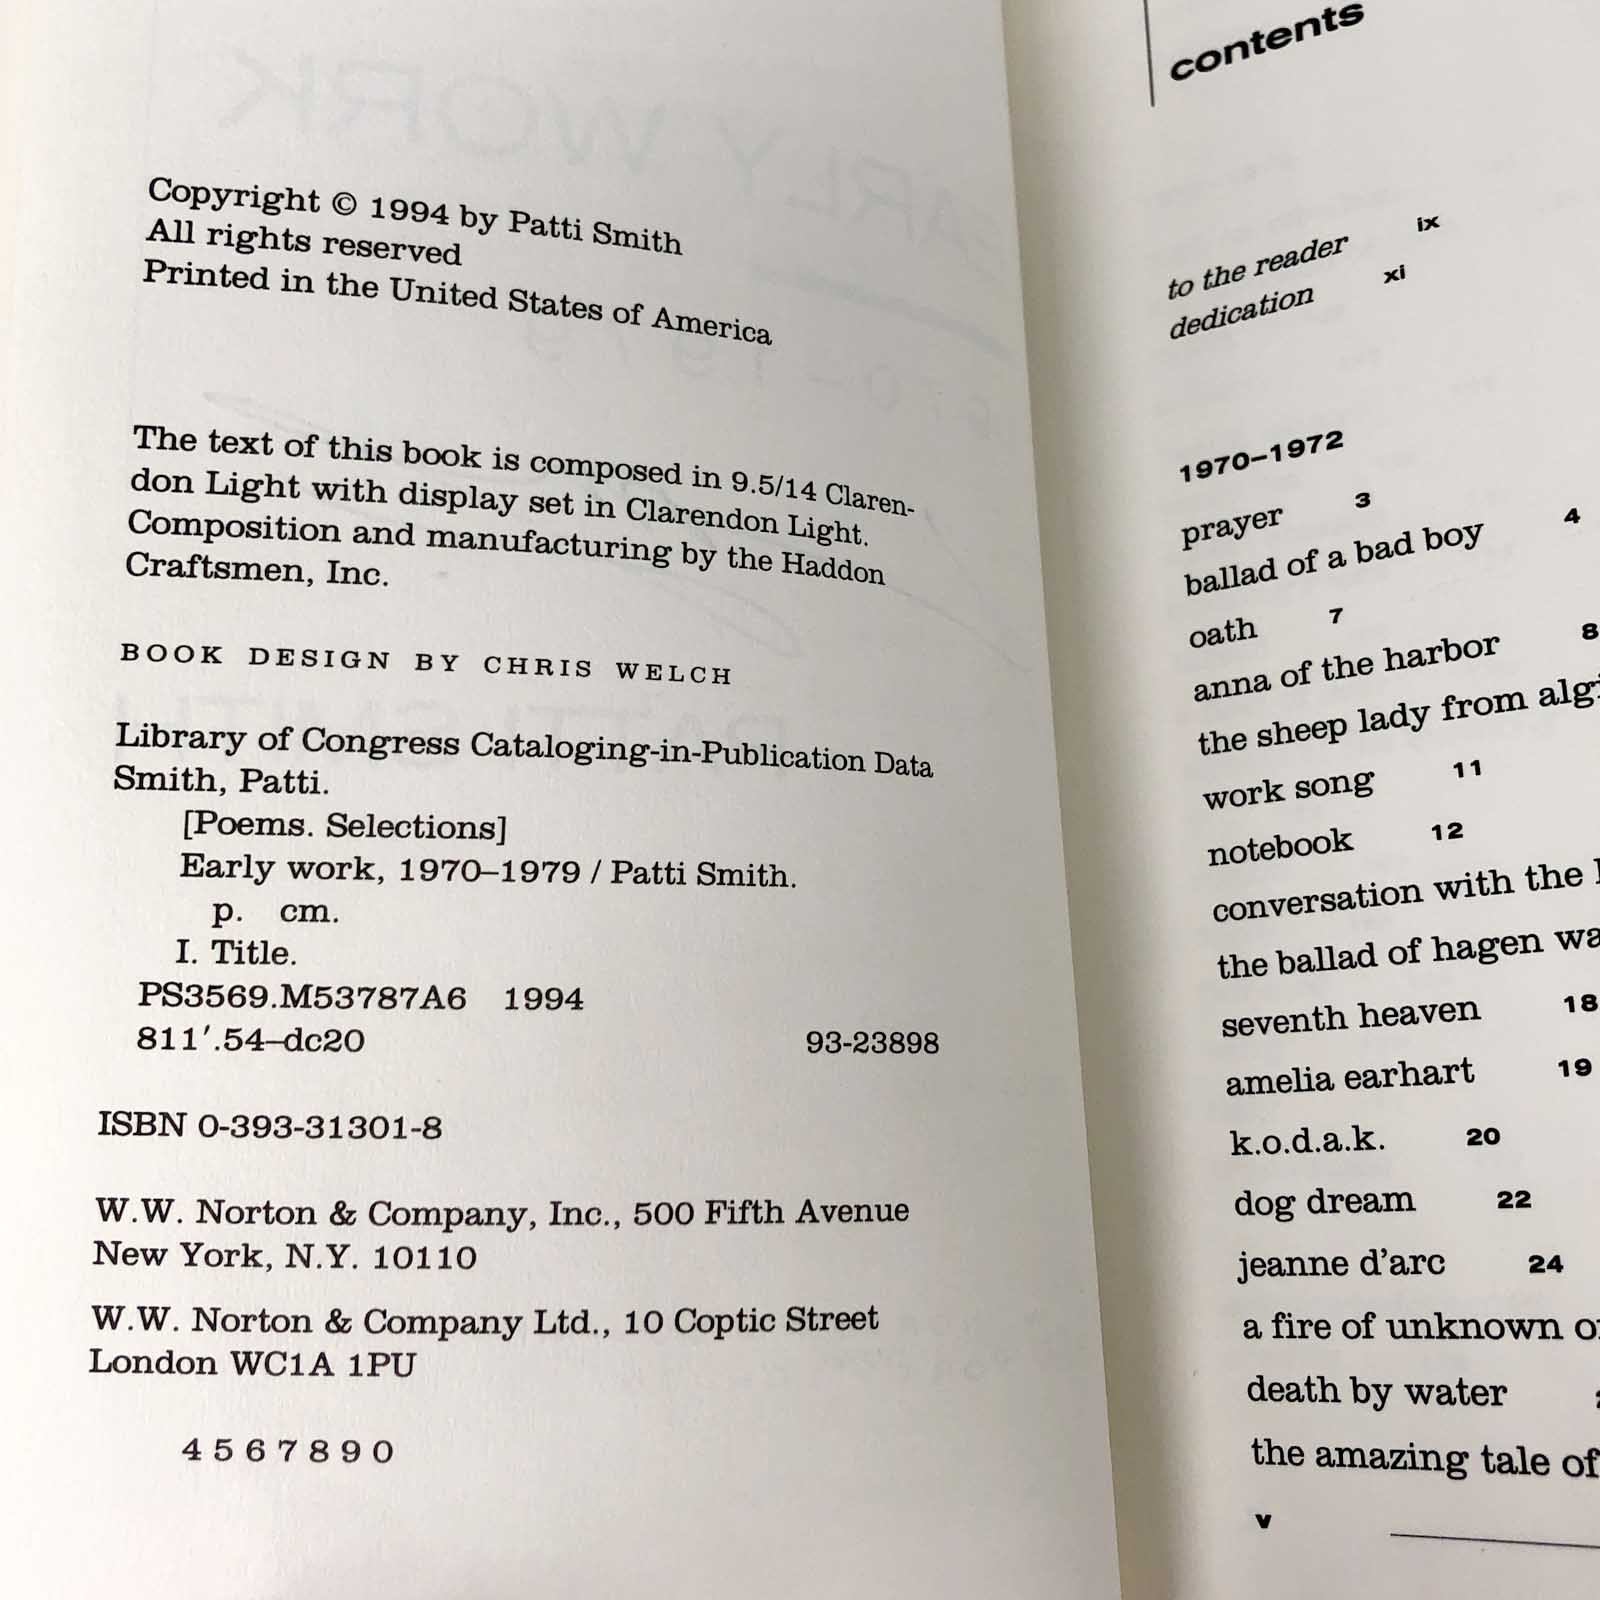 Copyright © 1994 by Patti Smith
All rights reserved
Printed in the United States of America
The text of this book is composed in 9.5/14 Claren-
don Light with display set in Clarendon Light.
Composition and manufacturing by the Haddon
Craftsmen, Inc.
BOOK DESIGN BY CHRIS WELCH
Library of Congress Cataloging-in-Publication Data
Smith, Patti.
[Poems. Selections]
Early work, 1970–1979 / Patti Smith.
p. cm.
I. Title.
PS3569.M53787A6 1994
811′.54—dc20 93-23898
ISBN 0-393-31301-8
W.W. Norton & Company, Inc., 500 Fifth Avenue
New York, N.Y. 10110
W.W. Norton & Company Ltd., 10 Coptic Street
London WC1A 1PU
4 5 6 7 8 9 0
contents
to the reader ix
dedication xi
1970–1972
prayer 3
ballad of a bad boy 4
oath 7
anna of the harbor 8
the sheep lady from
work song 11
notebook 12
conversation with the
the ballad of hagen
seventh heaven 18
amelia earhart 19
k.o.d.a.k. 20
dog dream 22
jeanne d'arc 24
a fire of unknown
death by water
the amazing tale of
v